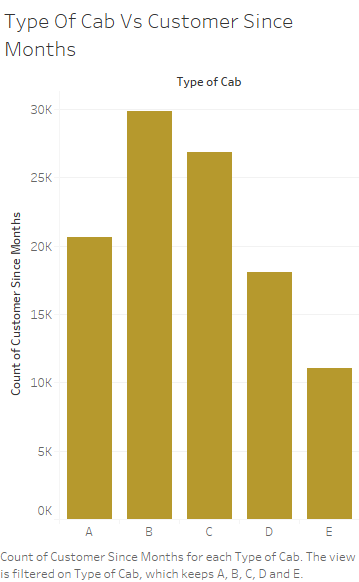 Type Of Cab Vs Customer Since
Months
Type of Cab
Count of Customer Since Months
30K
25K
20K
15K
10K
5K
0K
A B C D E
Count of Customer Since Months for each Type of Cab. The view
is filtered on Type of Cab, which keeps A, B, C, D and E.